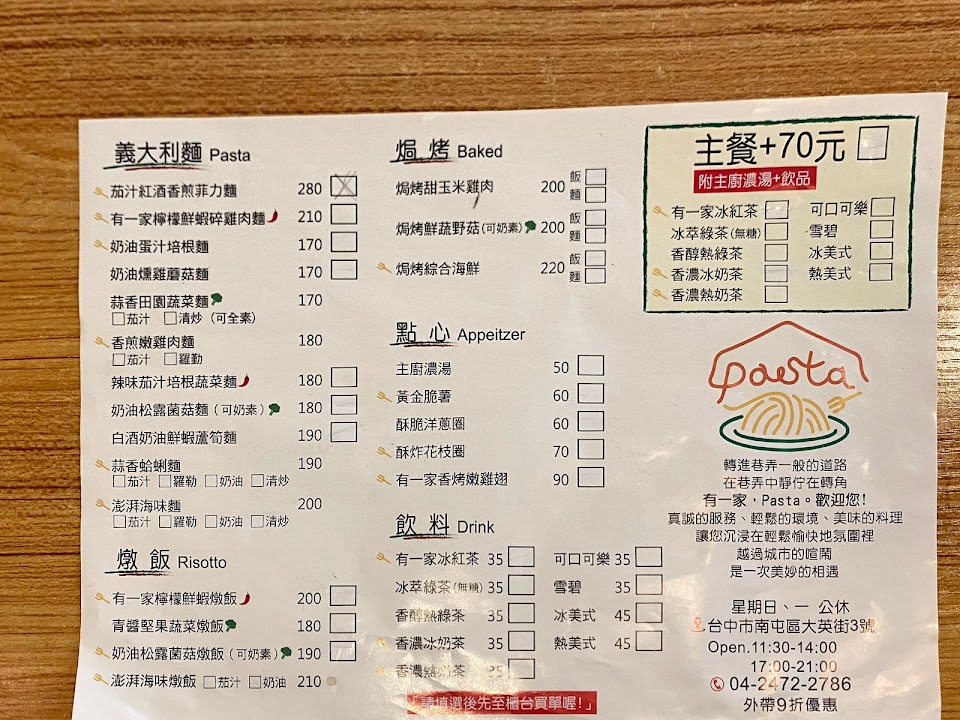 義大利麵 Pasta
茄汁紅酒香煎菲力麵 280
有一家檸檬鮮蝦碎雞肉麵 210
奶油蛋汁培根麵 170
奶油燻雞蘑菇麵 170
蒜香田園蔬菜麵 170
茄汁 清炒 (可全素)
香煎嫩雞肉麵 180
茄汁 羅勒
辣味茄汁培根蔬菜麵 180
奶油松露菌菇麵 (可奶素) 180
白酒奶油鮮蝦蘆筍麵 190
蒜香蛤蜊麵 190
茄汁 羅勒 奶油 清炒
澎湃海味麵 200
茄汁 羅勒 奶油 清炒
燉飯 Risotto
有一家檸檬鮮蝦燉飯 200
青醬堅果蔬菜燉飯 180
奶油松露菌菇燉飯 (可奶素) 190
澎湃海味燉飯 茄汁 奶油 210
焗烤 Baked
焗烤甜玉米雞肉 200 飯
麵
焗烤鮮蔬野菇 (可奶素) 200 飯
麵
焗烤綜合海鮮 220 飯
麵
點心 Appeitzer
主廚濃湯 50
黃金脆薯 60
酥脆洋蔥圈 60
酥炸花枝圈 70
有一家香烤嫩雞翅 90
飲料 Drink
有一家冰紅茶 35 可口可樂 35
冰萃綠茶 (無糖) 35 雪碧 35
香醇熱綠茶 35 冰美式 45
香濃冰奶茶 35 熱美式 45
香濃熱奶茶 35
「請填選後先至櫃台買單喔!」
主餐+70元
附主廚濃湯+飲品
有一家冰紅茶 可口可樂
冰萃綠茶 (無糖) 雪碧
香醇熱綠茶 冰美式
香濃冰奶茶 熱美式
香濃熱奶茶
pasta
轉進巷弄一般的道路
在巷弄中靜佇在轉角
有一家,Pasta。歡迎您!
真誠的服務、輕鬆的環境、美味的料理
讓您沉浸在輕鬆愉快地氛圍裡
越過城市的喧鬧
是一次美妙的相遇
星期日、一 公休
台中市南屯區大英街3號
Open.11:30-14:00
17:00-21:00
04-2472-2786
外帶9折優惠